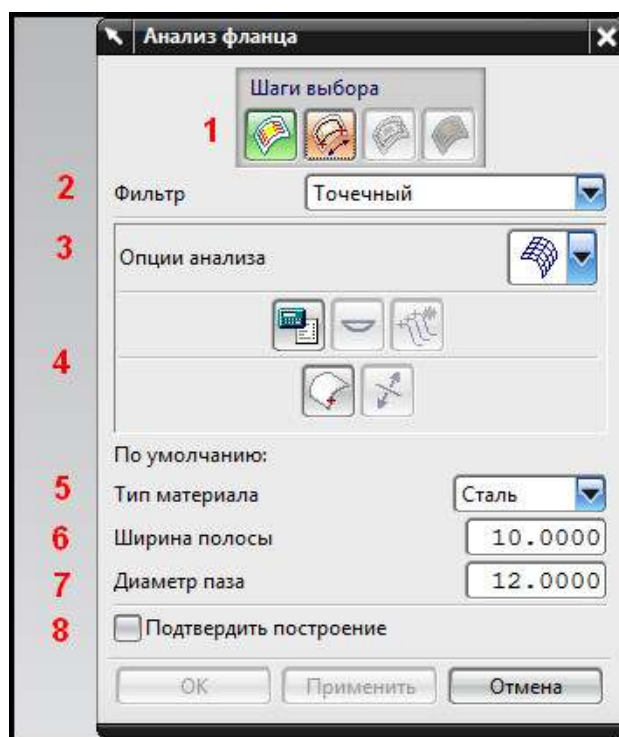 Анализ фланца
Шаги выбора
1
2 Фильтр Точечный
3 Опции анализа
4
По умолчанию:
5 Тип материала Сталь
6 Ширина полосы 10.0000
7 Диаметр паза 12.0000
8 Подтвердить построение
ОК Применить Отмена